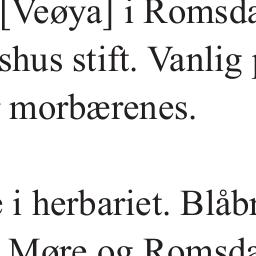 [Veøya] i Romsda
shus stift. Vanlig
morbærenes.
i herbariet. Blåbr
Møre og Romsda